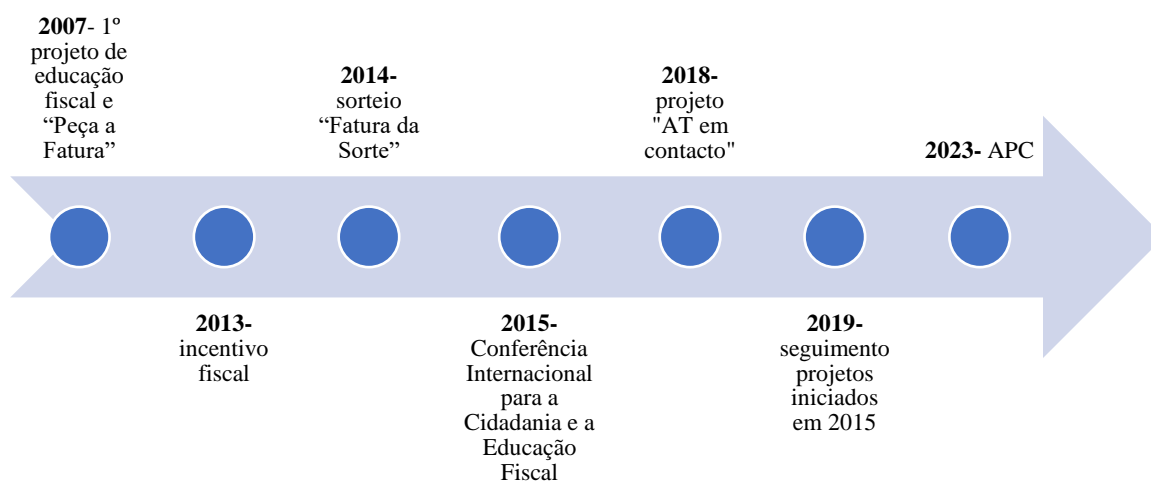 2007- 1º
projeto de
educação
fiscal e
“Peça a
Fatura”
2013-
incentivo
fiscal
2014-
sorteio
“Fatura da
Sorte”
2015-
Conferência
Internacional
para a
Cidadania e a
Educação
Fiscal
2018-
projeto
"AT em
contacto"
2019-
seguimento
projetos
iniciados
em 2015
2023- APC